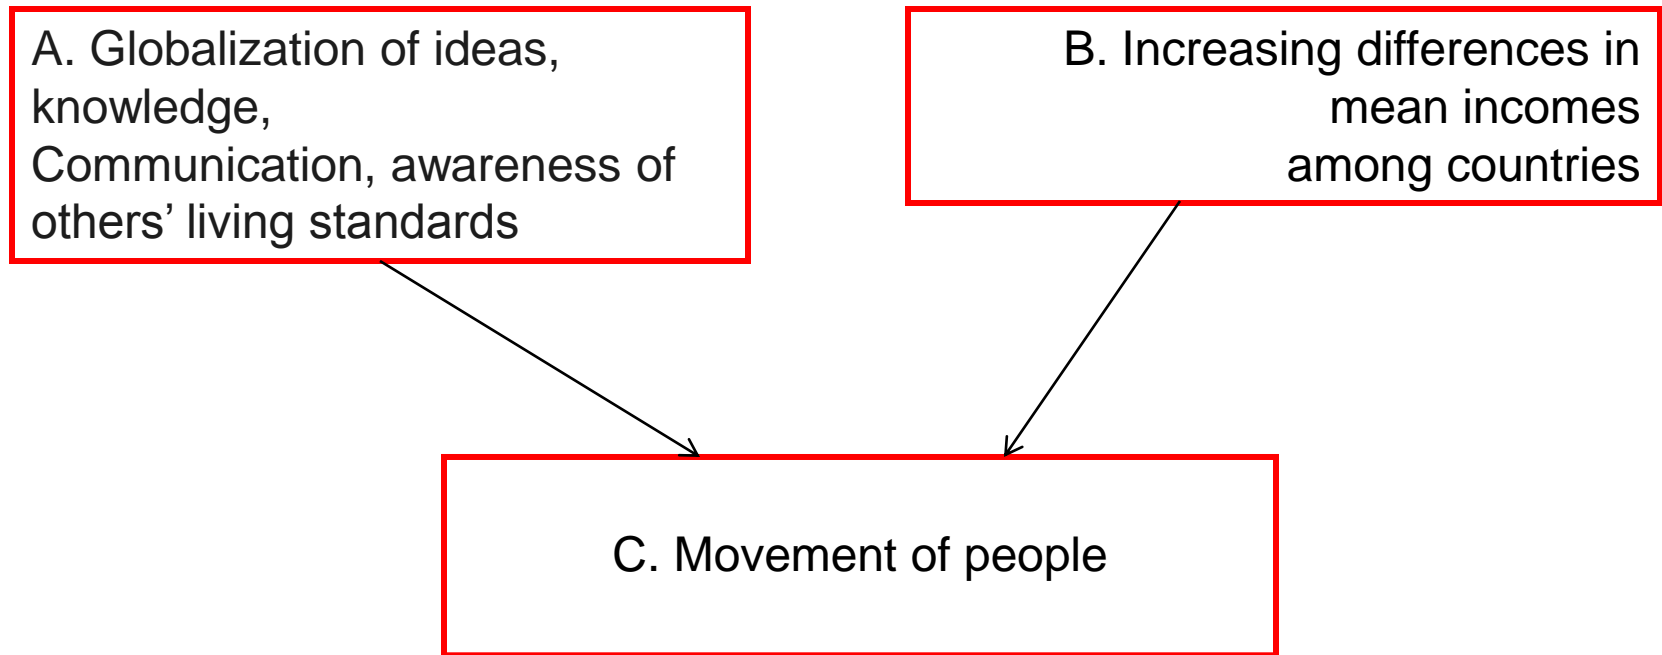 A. Globalization of ideas,
knowledge,
Communication, awareness of
others’ living standards
B. Increasing differences in
mean incomes
among countries
C. Movement of people